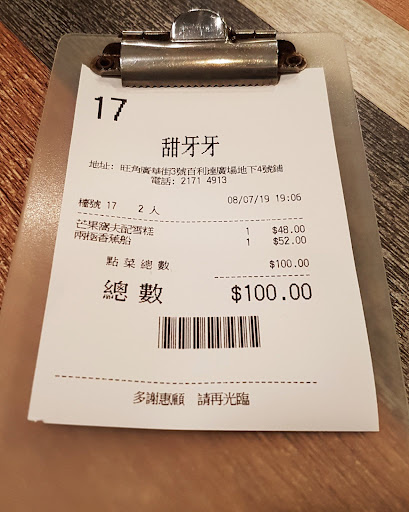 17
甜牙牙
地址: 旺角廣華街3號百利達廣場地下4號鋪
電話: 2171 4913
檯號 17 2 人 08/07/19 19:06
芒果窩夫記雪糕 1 $48.00
兩極香蕉船 1 $52.00
點菜總數 $100.00
總數 $100.00
多謝惠顧 請再光臨